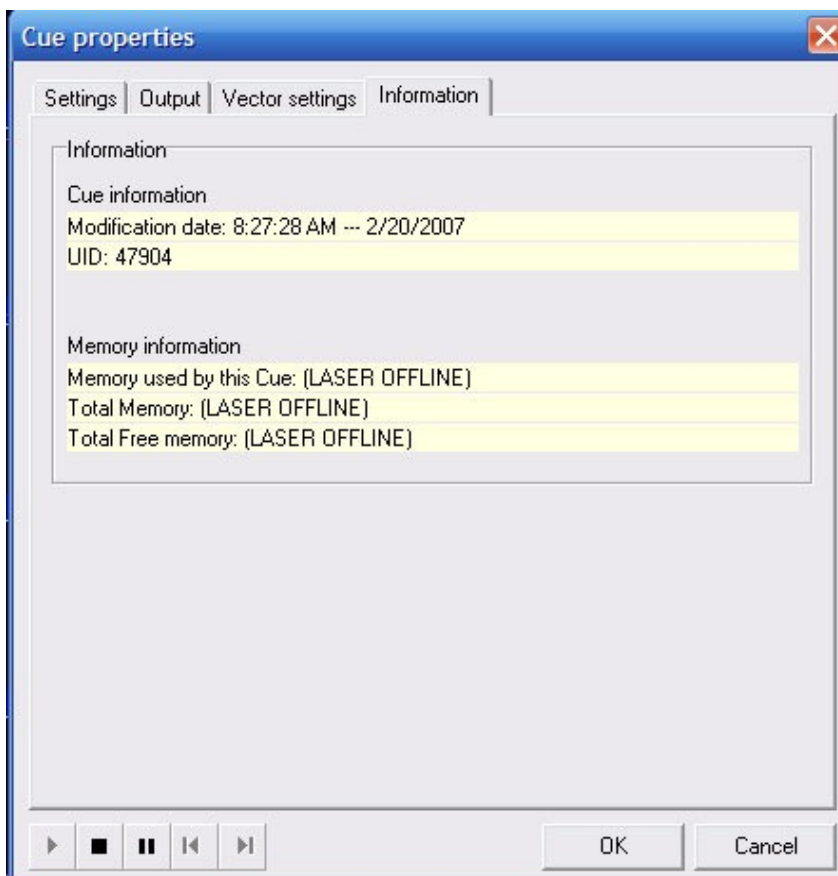 Cue properties
Settings Output Vector settings Information
Information
Cue information
Modification date: 8:27:28 AM --- 2/20/2007
UID: 47904
Memory information
Memory used by this Cue: (LASER OFFLINE)
Total Memory: (LASER OFFLINE)
Total Free memory: (LASER OFFLINE)
OK Cancel